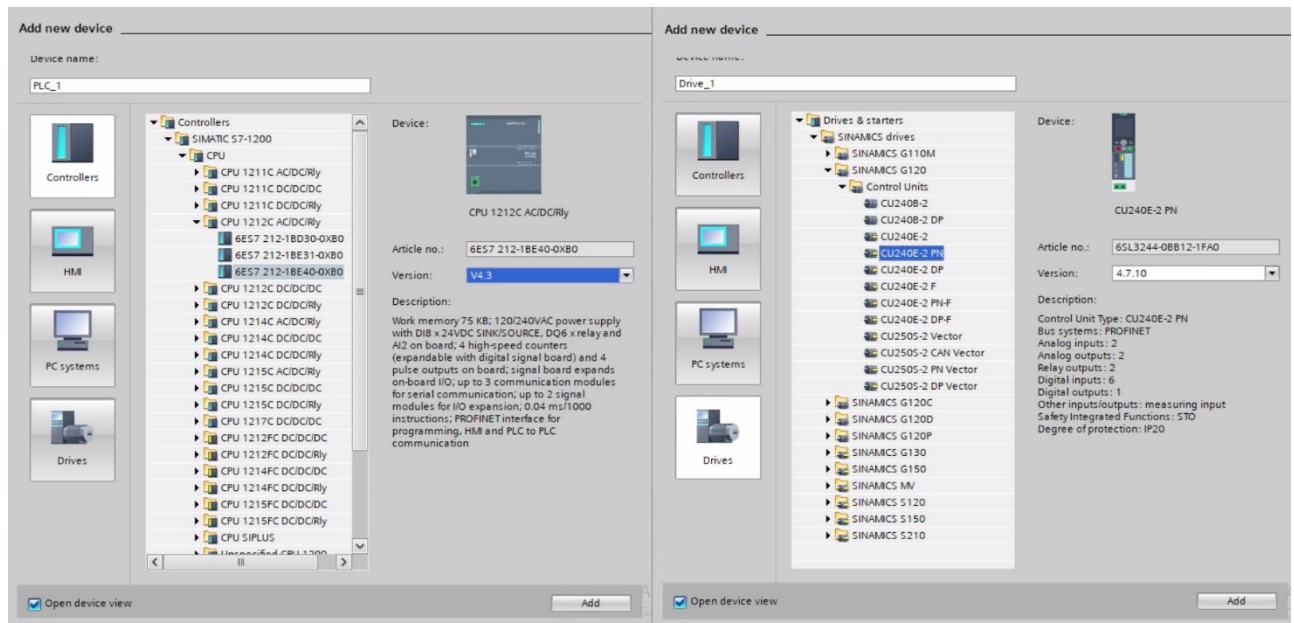 Add new device
Device name:
PLC_1
Controllers
HMI
PC systems
Drives
Controllers
SIMATIC S7-1200
CPU
CPU 1211C AC/DC/Rly
CPU 1211C DC/DC/DC
CPU 1211C DC/DC/Rly
CPU 1212C AC/DC/Rly
6ES7 212-1BD30-0XB0
6ES7 212-1BE31-0XB0
6ES7 212-1BE40-0XB0
CPU 1212C DC/DC/DC
CPU 1212C DC/DC/Rly
CPU 1214C AC/DC/Rly
CPU 1214C DC/DC/DC
CPU 1214C DC/DC/Rly
CPU 1215C AC/DC/Rly
CPU 1215C DC/DC/DC
CPU 1215C DC/DC/Rly
CPU 1217C DC/DC/DC
CPU 1212FC DC/DC/DC
CPU 1212FC DC/DC/Rly
CPU 1214FC DC/DC/DC
CPU 1214FC DC/DC/Rly
CPU 1215FC DC/DC/DC
CPU 1215FC DC/DC/Rly
CPU SIPLUS
Unspecified CPU 1200
Device:
CPU 1212C AC/DC/Rly
Article no.: 6ES7 212-1BE40-0XB0
Version: V4.3
Description:
Work memory 75 KB; 120/240VAC power supply
with DI8 x 24VDC SINK/SOURCE, DQ6 x relay and
AI2 on board; 4 high-speed counters
(expandable with digital signal board) and 4
pulse outputs on board; signal board expands
on-board I/O; up to 3 communication modules
for serial communication; up to 2 signal
modules for I/O expansion; 0.04 ms/1000
instructions; PROFINET interface for
programming, HMI and PLC to PLC
communication
Open device view
Add
Add new device
Device name:
Drive_1
Controllers
HMI
PC systems
Drives
Drives & starters
SINAMICS drives
SINAMICS G110M
SINAMICS G120
Control Units
CU240B-2
CU240B-2 DP
CU240E-2
CU240E-2 PN
CU240E-2 DP
CU240E-2 F
CU240E-2 PN-F
CU240E-2 DP-F
CU250S-2 Vector
CU250S-2 CAN Vector
CU250S-2 PN Vector
CU250S-2 DP Vector
SINAMICS G120C
SINAMICS G120D
SINAMICS G120P
SINAMICS G130
SINAMICS G150
SINAMICS MV
SINAMICS S120
SINAMICS S150
SINAMICS S210
Device:
CU240E-2 PN
Article no.: 6SL3244-0BB12-1FA0
Version: 4.7.10
Description:
Control Unit Type: CU240E-2 PN
Bus systems: PROFINET
Analog inputs: 2
Analog outputs: 2
Relay outputs: 2
Digital inputs: 6
Digital outputs: 1
Other inputs/outputs: measuring input
Safety Integrated Functions: STO
Degree of protection: IP20
Open device view
Add